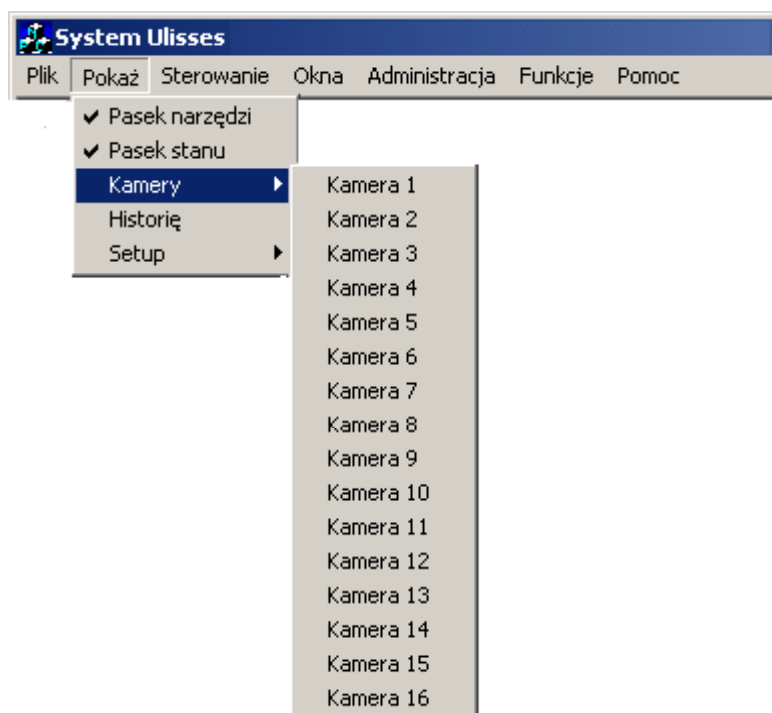 System Ulisses
Plik Pokaż Sterowanie Okna Administracja Funkcje Pomoc
Pasek narzędzi
Pasek stanu
Kamery
Historię
Setup
Kamera 1
Kamera 2
Kamera 3
Kamera 4
Kamera 5
Kamera 6
Kamera 7
Kamera 8
Kamera 9
Kamera 10
Kamera 11
Kamera 12
Kamera 13
Kamera 14
Kamera 15
Kamera 16